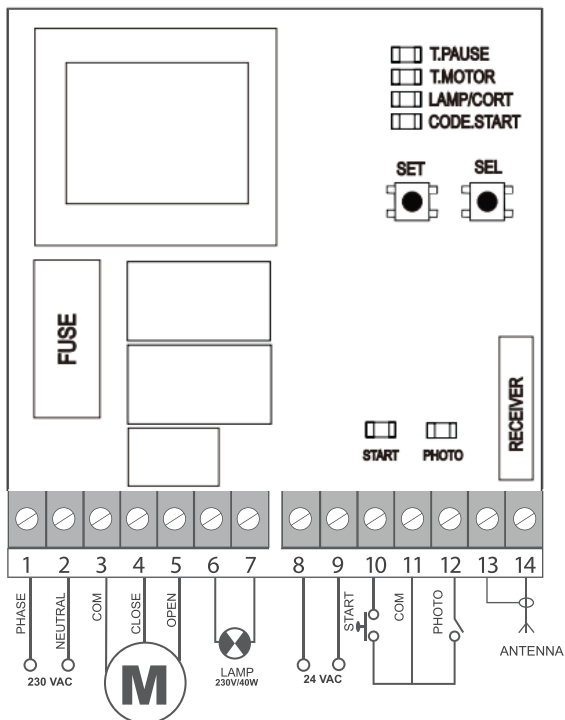 T.PAUSE
T.MOTOR
LAMP/CORT
CODE.START
SET SEL
FUSE
RECEIVER
START PHOTO
1 2 3 4 5 6 7 8 9 10 11 12 13 14
PHASE
NEUTRAL
COM
CLOSE
OPEN
START
COM
PHOTO
230 VAC
M
LAMP
230V/40W
24 VAC
ANTENNA